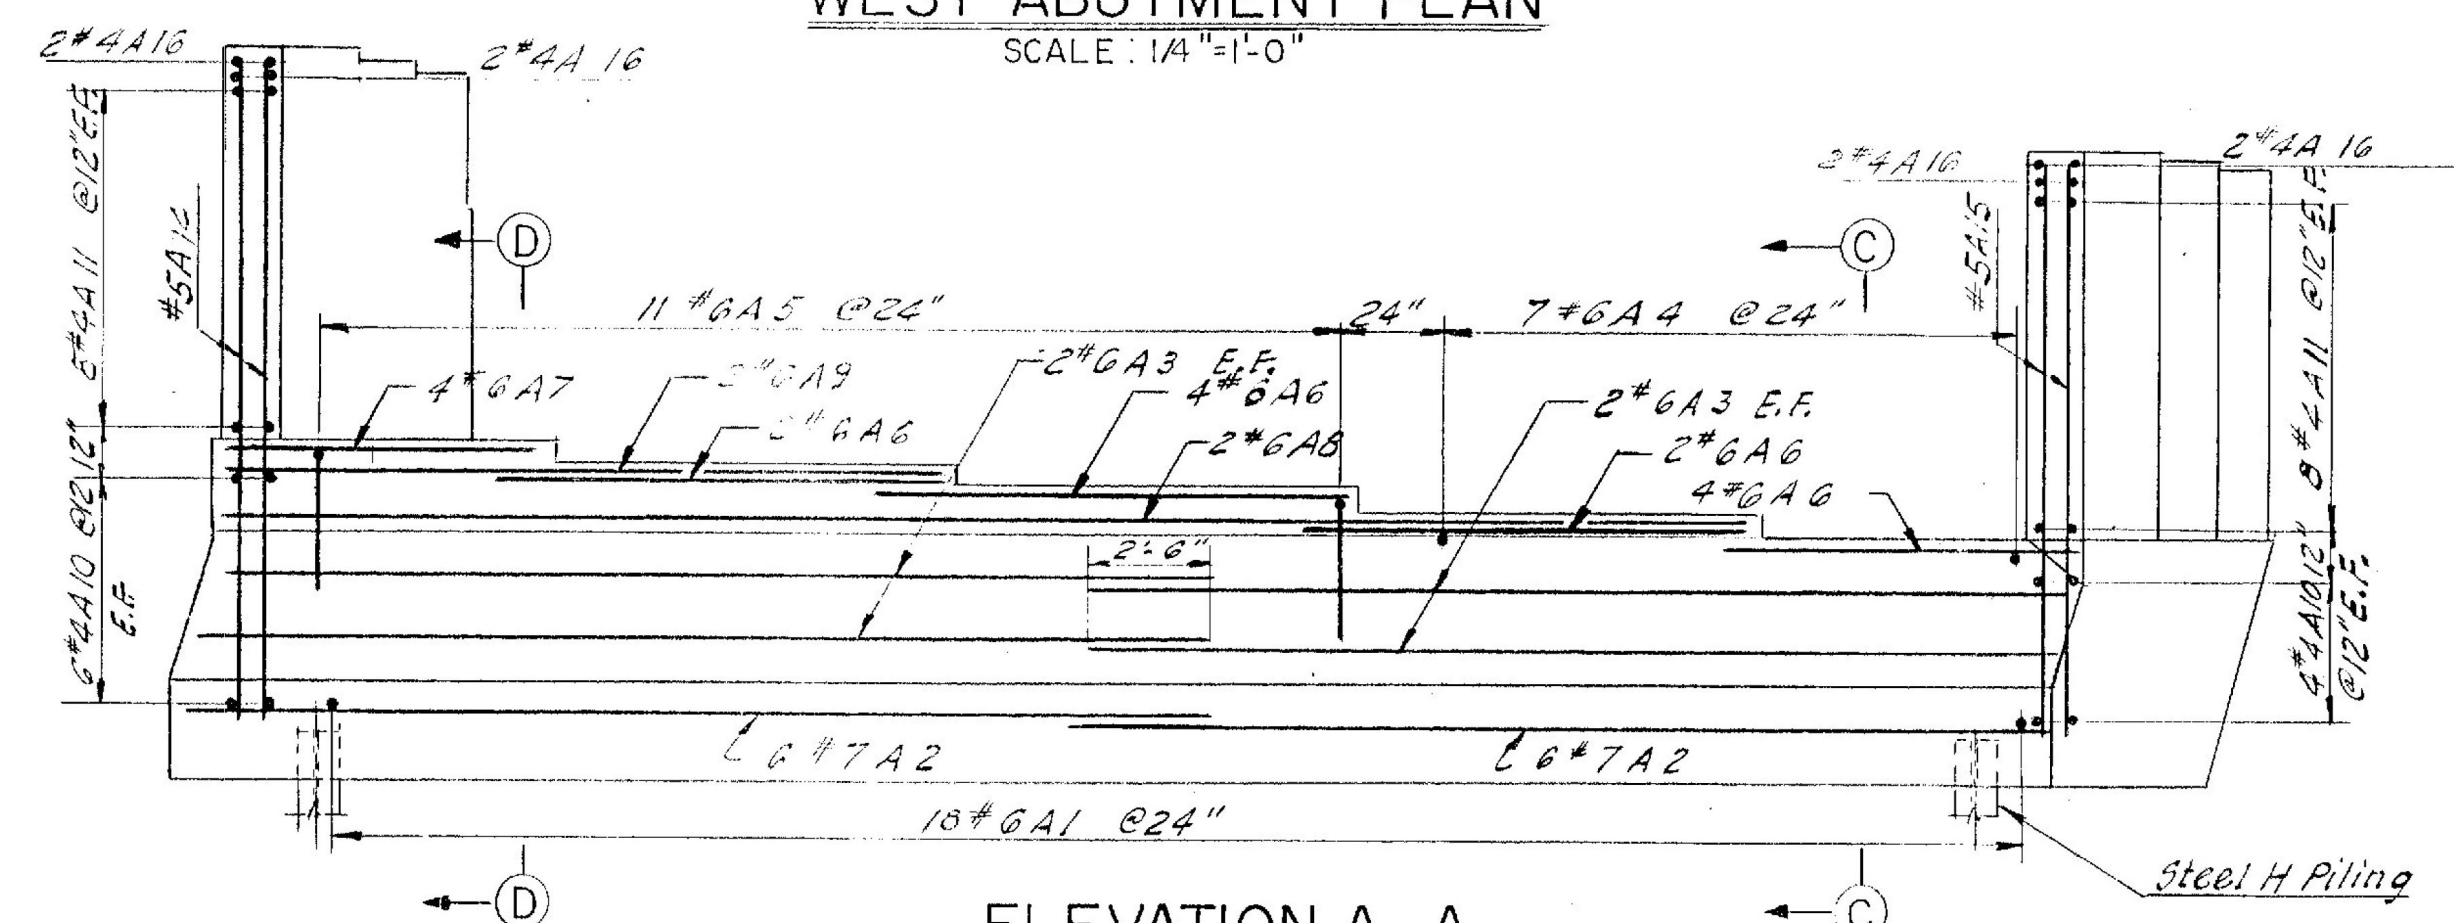 WEST ABUTMENT PLAN
SCALE : 1/4"=1'-0"
2#4A16
2#4A 16
2#4A16
2#4A 16
@12"E.F.
#5A15
8#4A11 @12"E.F.
D
C
11 #6A5 @24"
24"
7#6A4 @24"
4#6A7
2#6A3 E.F.
4#6A6
2#6A8
2#6A3 E.F.
2#6A6
4#6A6
2'-6"
6#4A10 @12"
12"
E.F.
4#4A10
12"
@12"E.F.
6#7A2
6#7A2
18#6A1 @24"
Steel H Piling
D
C
ELEVATION A-A